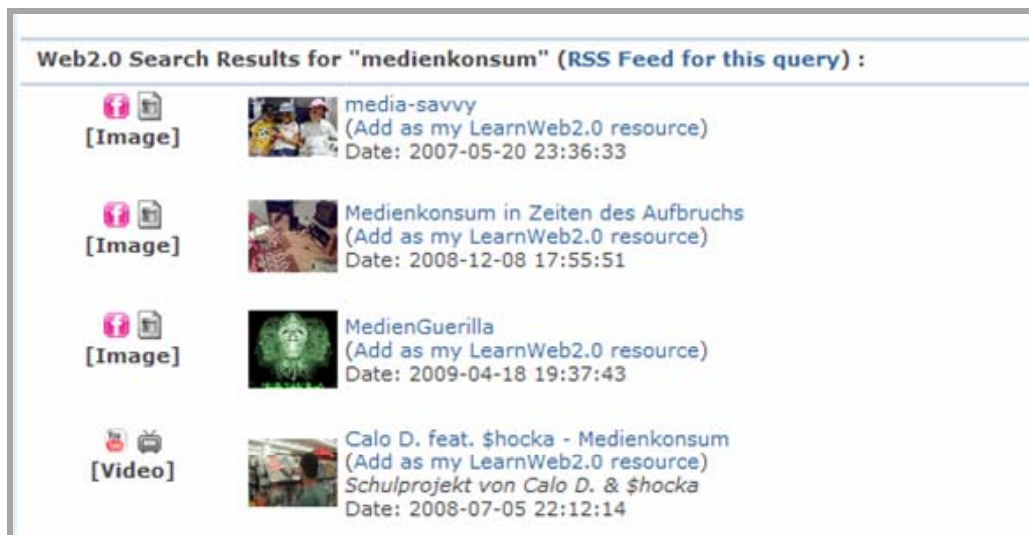 Web2.0 Search Results for "medienkonsum" (RSS Feed for this query) :
[Image]
media-savvy
(Add as my LearnWeb2.0 resource)
Date: 2007-05-20 23:36:33
[Image]
Medienkonsum in Zeiten des Aufbruchs
(Add as my LearnWeb2.0 resource)
Date: 2008-12-08 17:55:51
[Image]
MedienGuerilla
(Add as my LearnWeb2.0 resource)
Date: 2009-04-18 19:37:43
[Video]
Calo D. feat. $hocka - Medienkonsum
(Add as my LearnWeb2.0 resource)
Schulprojekt von Calo D. & $hocka
Date: 2008-07-05 22:12:14